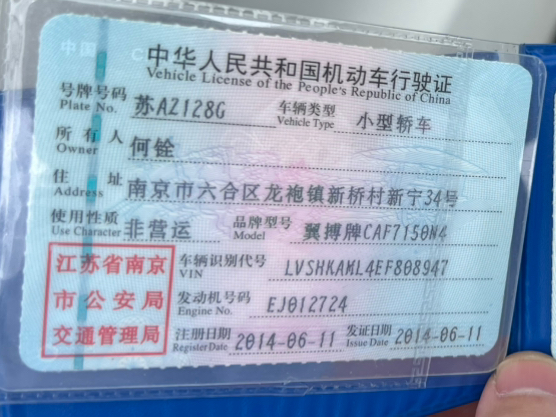 中华人民共和国机动车行驶证
Vehicle License of the People's Republic of China
号牌号码 Plate No. 苏AZ128G 车辆类型 Vehicle Type 小型轿车
所有人 Owner 何铨
住址 Address 南京市六合区龙袍镇新桥村新宁34号
使用性质 Use Character 非营运 品牌型号 Model 翼搏牌CAF7150N4
江苏省南京市公安局交通管理局
车辆识别代号 VIN LVSHKAML4EF808947
发动机号码 Engine No. EJ012724
注册日期 Register Date 2014-06-11 发证日期 Issue Date 2014-06-11